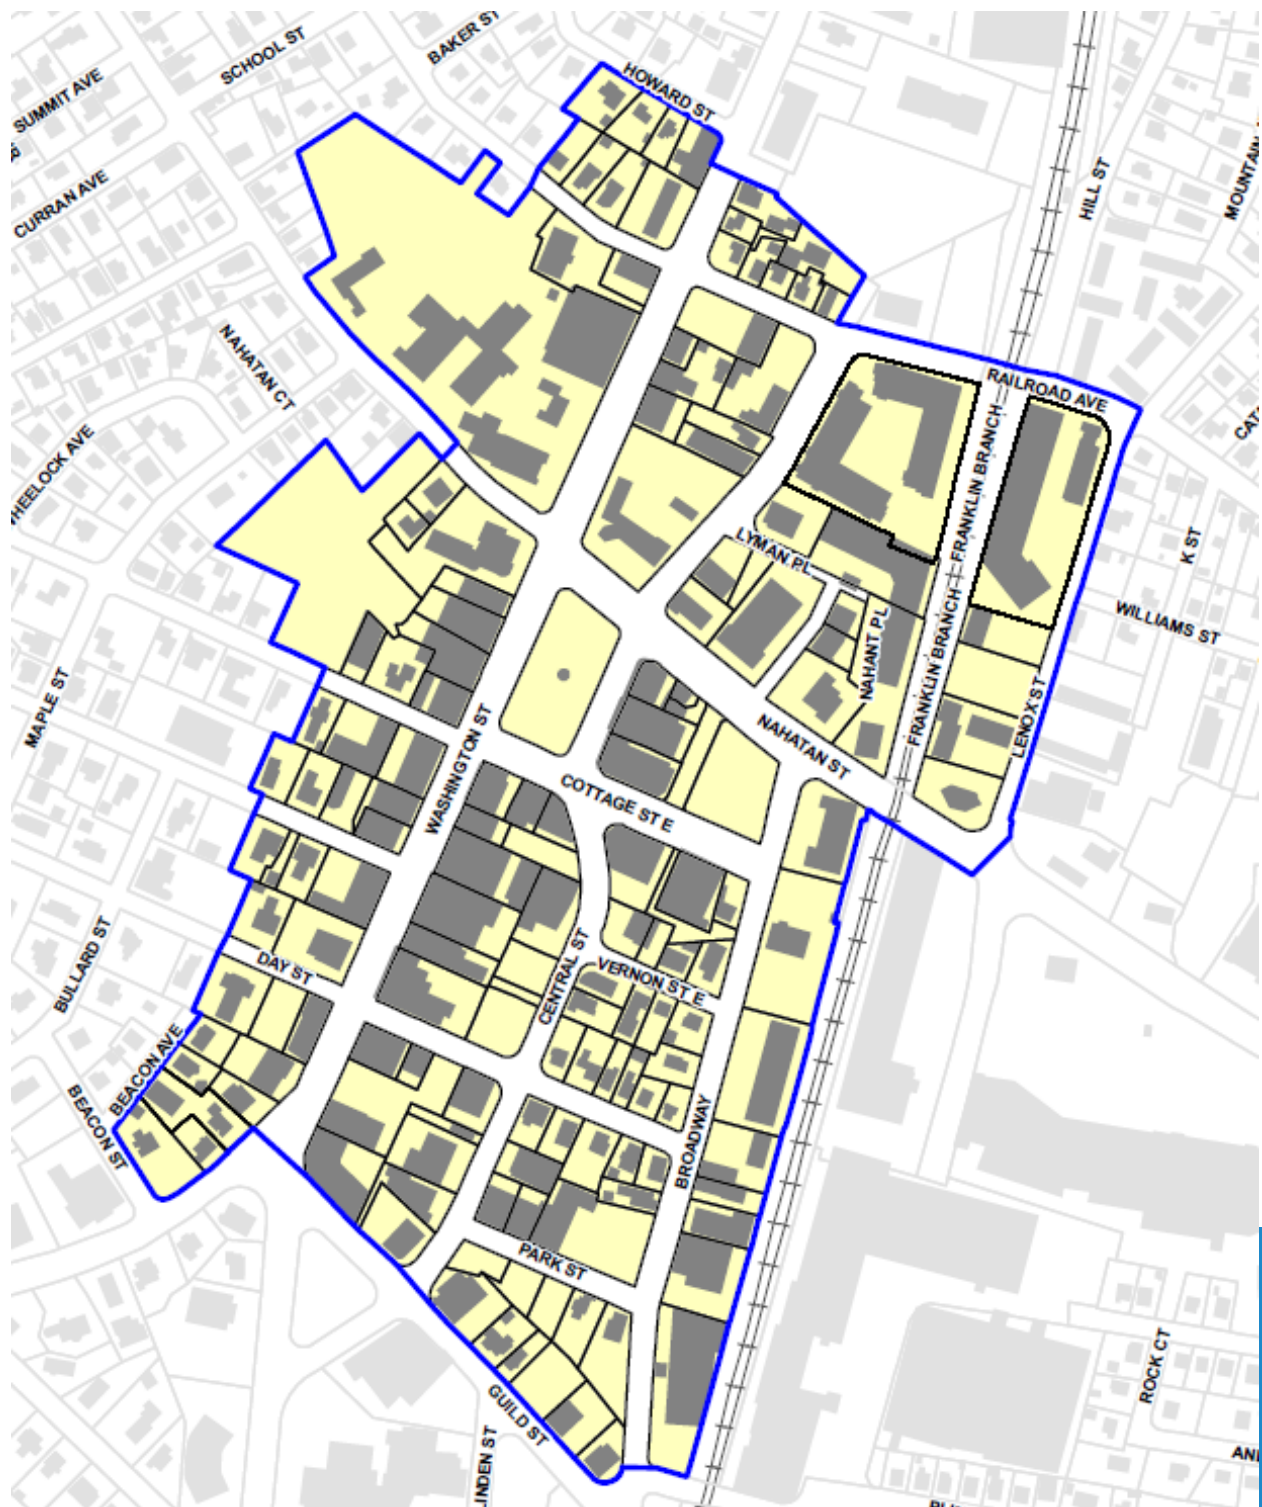 BAKER ST
SCHOOL ST
HOWARD ST
SUMMIT AVE
HILL ST
CURRAN AVE
NAHATAN CT
RAILROAD AVE
FRANKLIN BRANCH
K ST
LYMAN PL
WILLIAMS ST
NAHANT PL
FRANKLIN BRANCH
MAPLE ST
LENOX ST
NAHATAN ST
WASHINGTON ST
COTTAGE ST E
BULLARD ST
DAY ST
CENTRAL ST
VERNON ST E
BEACON AVE
BEACON ST
BROADWAY
PARK ST
ROCK CT
GUILD ST
LINDEN ST